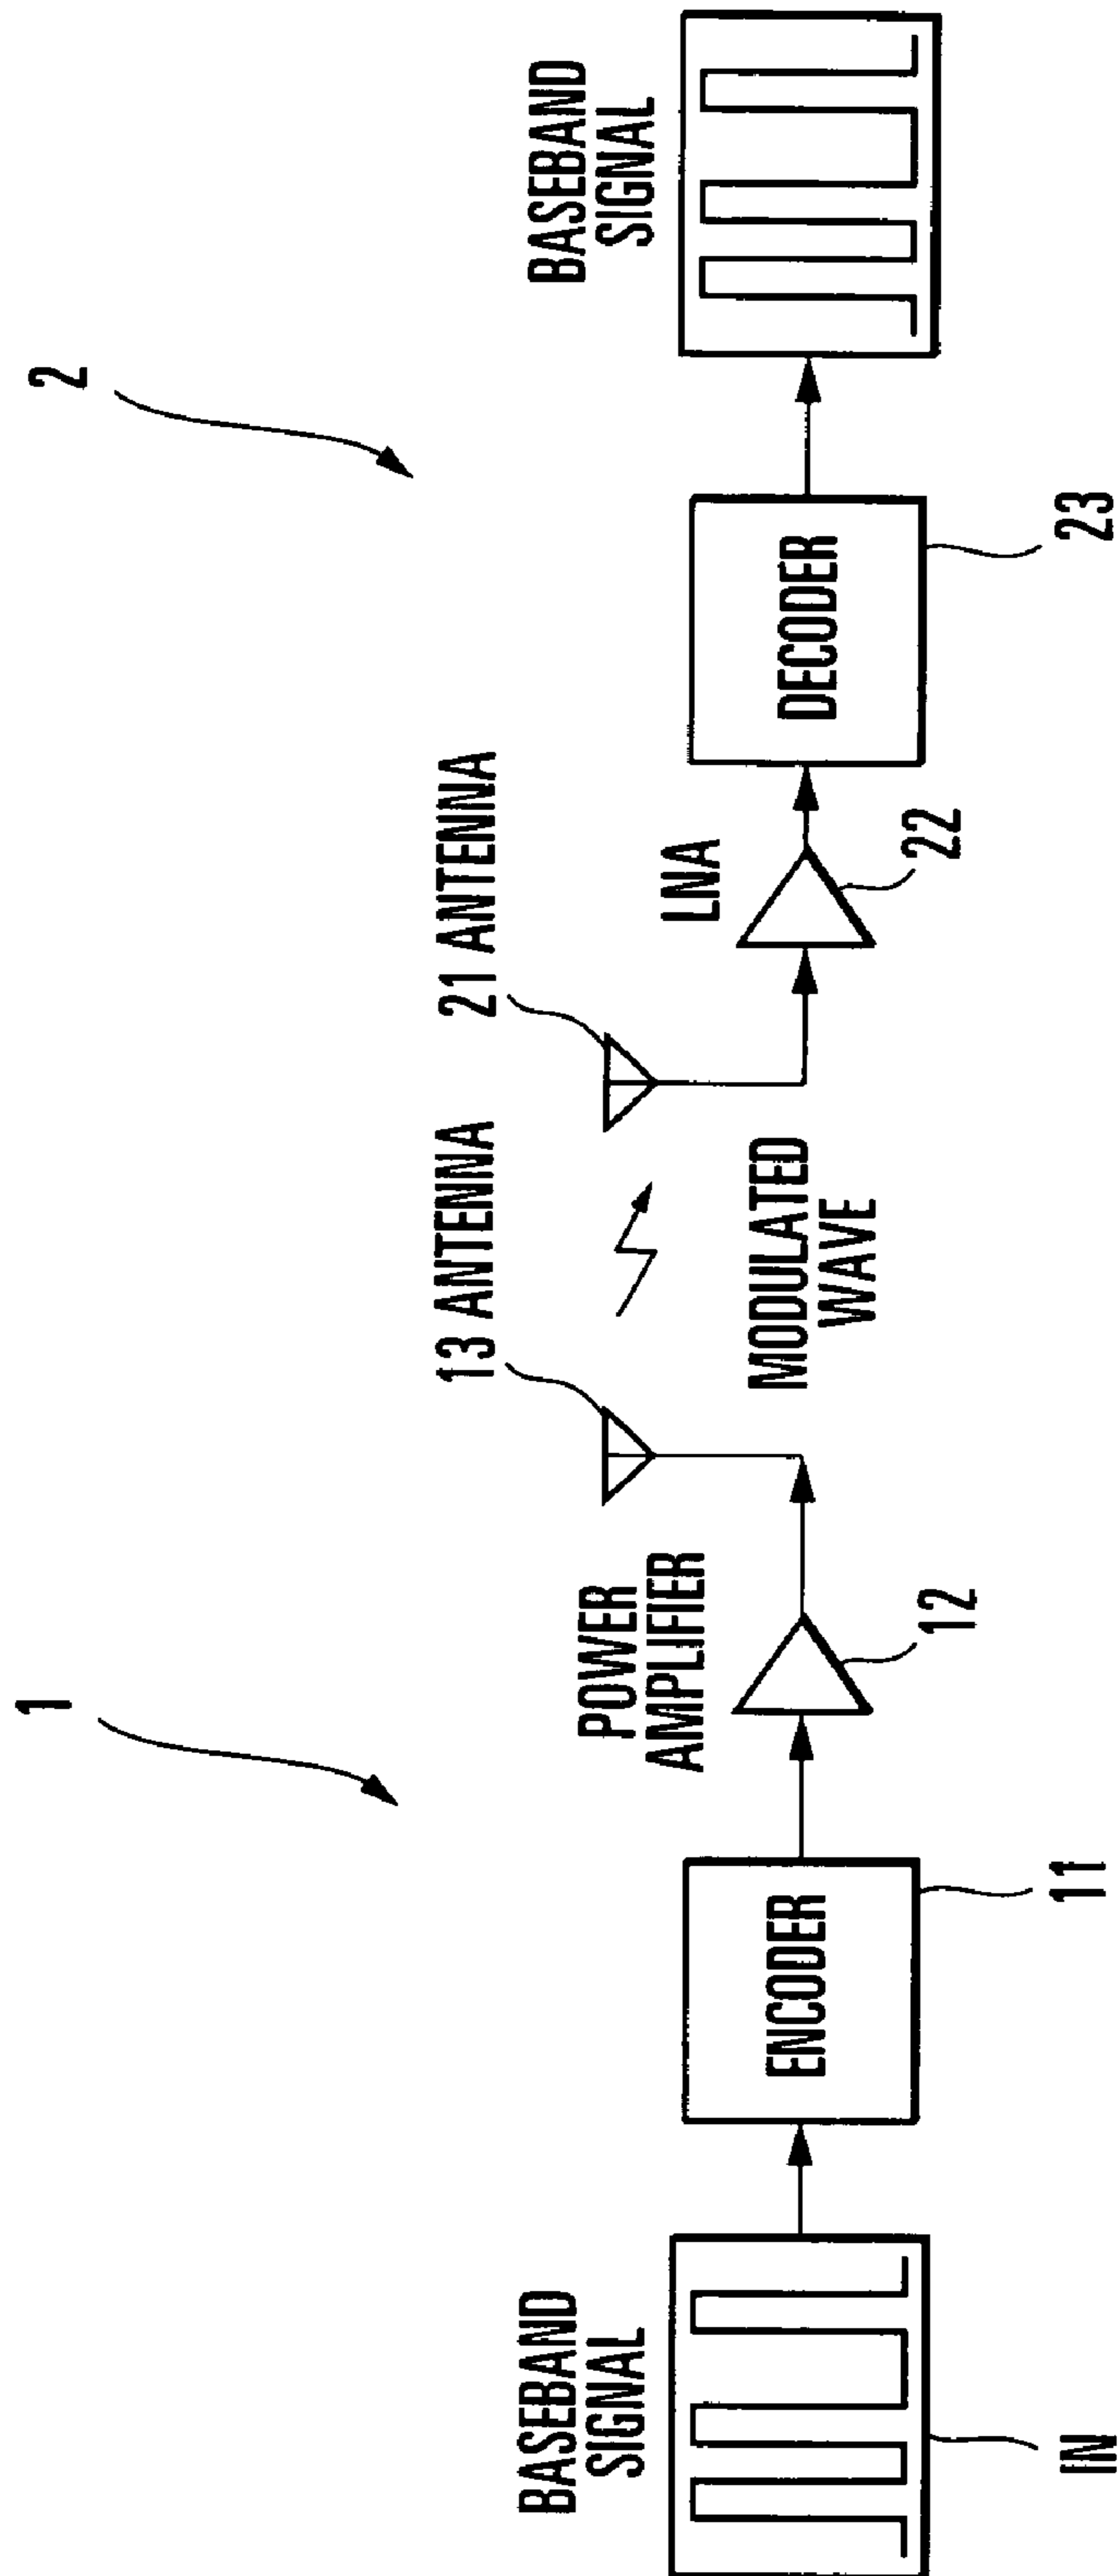 1
2
13 ANTENNA
21 ANTENNA
BASEBAND
SIGNAL
POWER
AMPLIFIER
LNA
BASEBAND
SIGNAL
MODULATED
WAVE
ENCODER
DECODER
IN
11
12
22
23